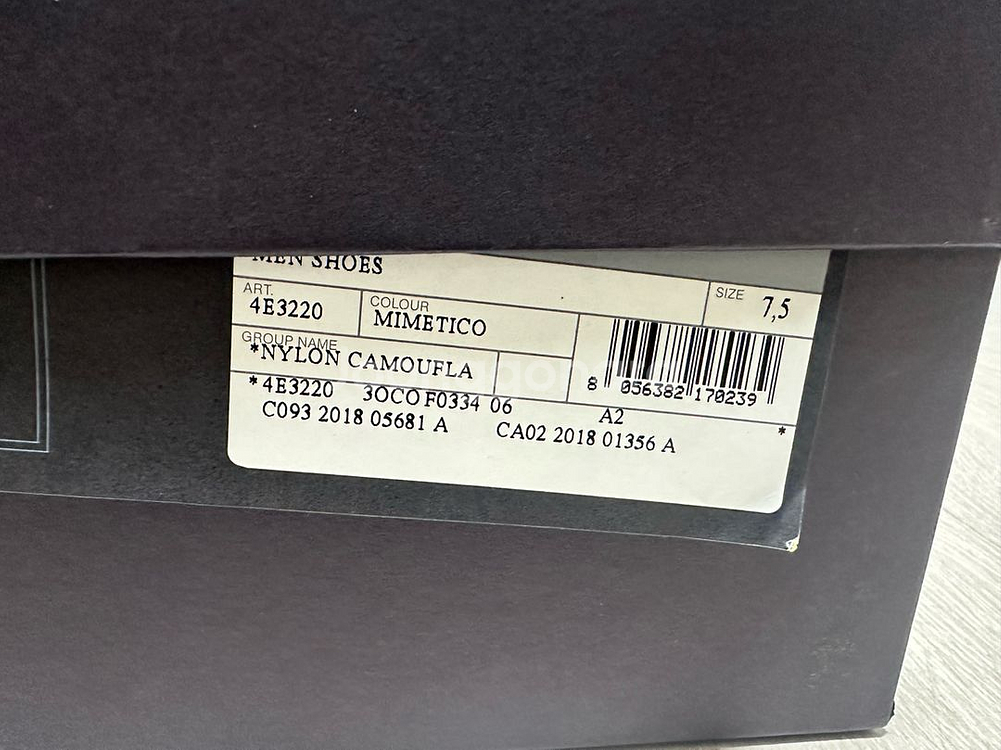 MEN SHOES
ART.
4E3220
COLOUR
MIMETICO
SIZE
7,5
GROUP NAME
*NYLON CAMOUFLA
8 056382 170239
*4E3220 3OCO F0334 06 A2
C093 2018 05681 A CA02 2018 01356 A *